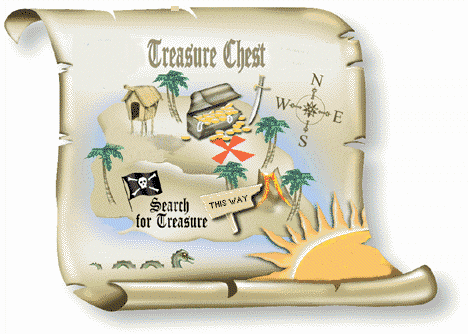 Treasure Chest
N
W E
S
THIS WAY
Search
for Treasure